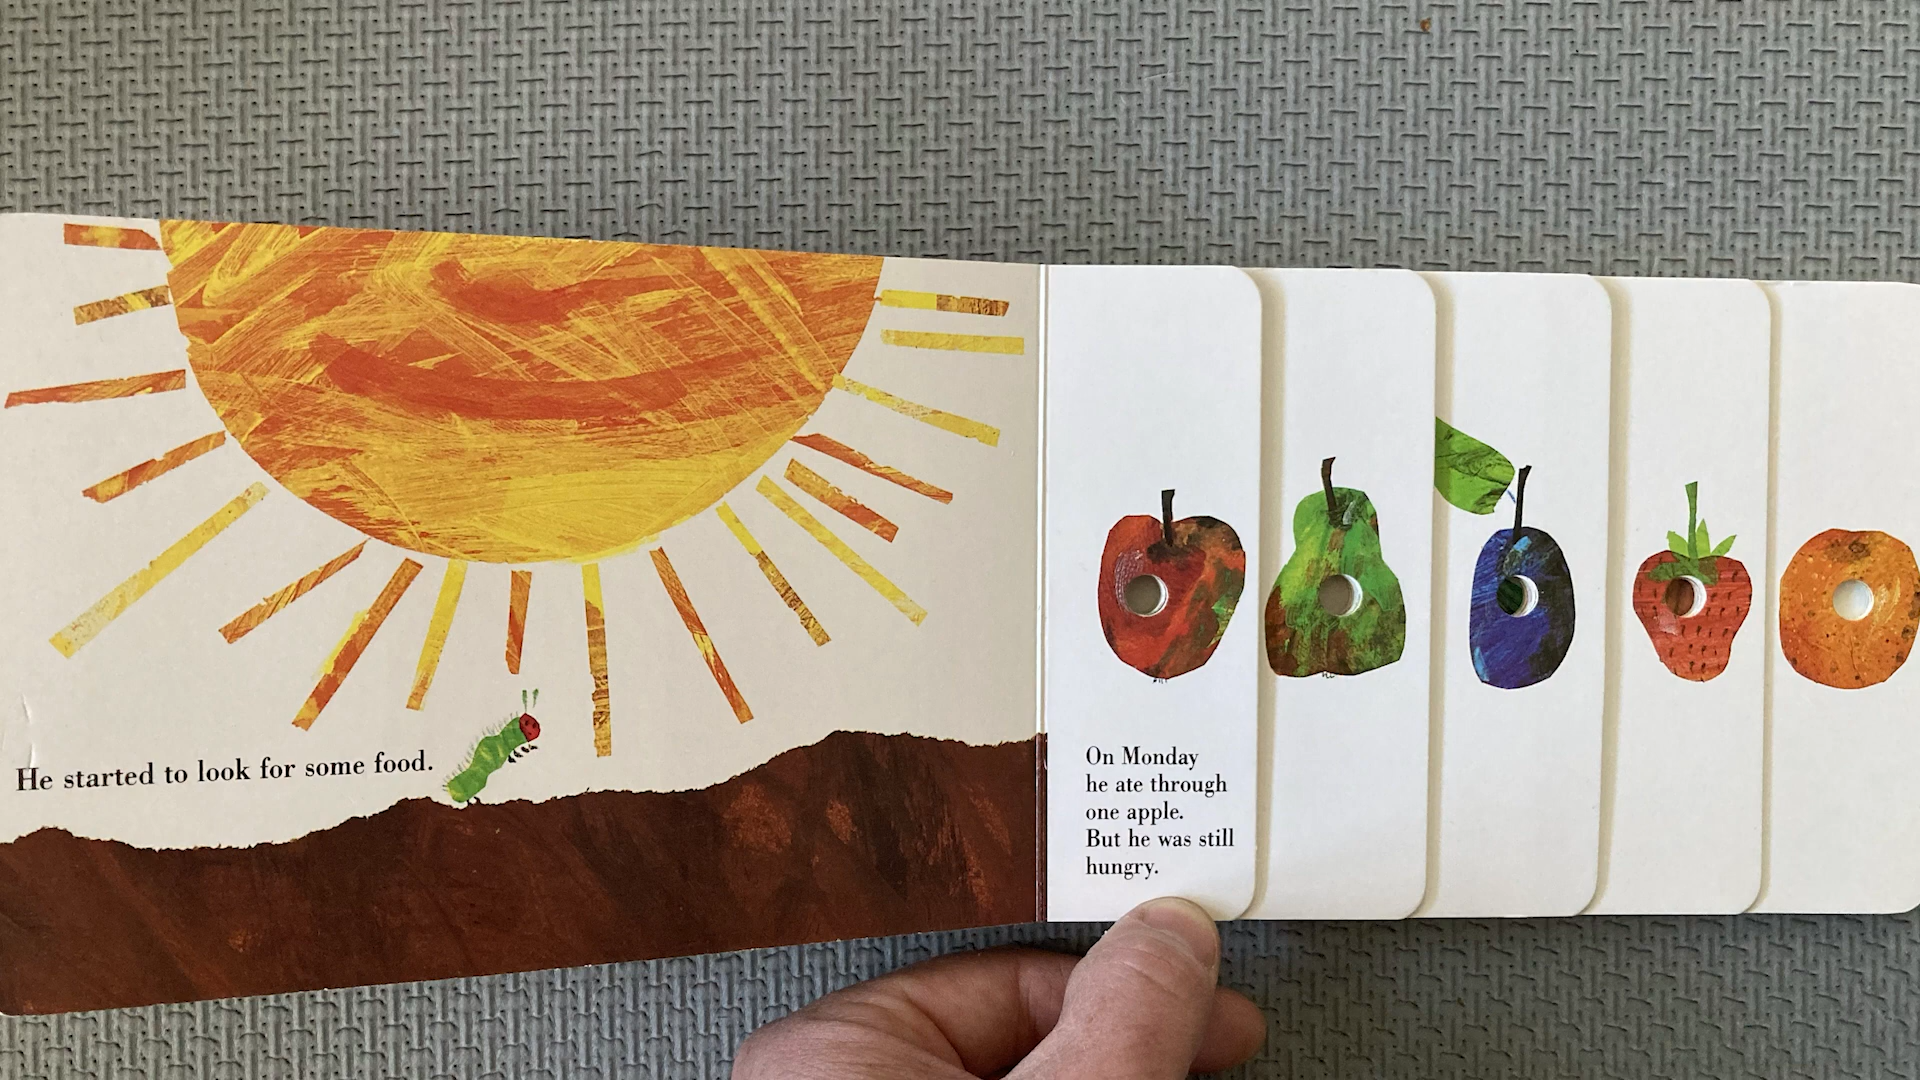 He started to look for some food.
On Monday
he ate through
one apple.
But he was still
hungry.